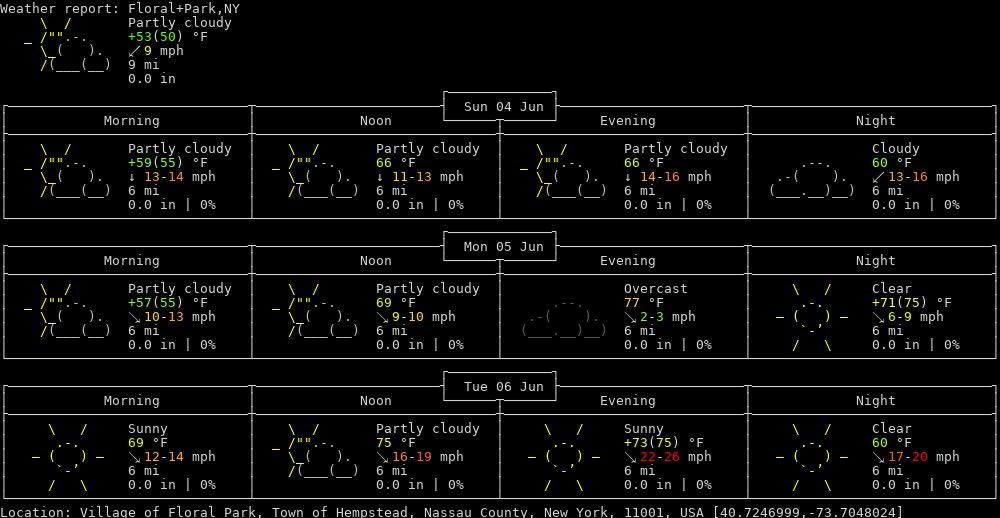 Weather report: Floral+Park,NY
Partly cloudy
+53(50) °F
↙ 9 mph
9 mi
0.0 in
Sun 04 Jun
Morning Noon Evening Night
Partly cloudy Partly cloudy Partly cloudy Cloudy
+59(55) °F 66 °F 66 °F 60 °F
↓ 13-14 mph ↓ 11-13 mph ↓ 14-16 mph ↙ 13-16 mph
6 mi 6 mi 6 mi 6 mi
0.0 in | 0% 0.0 in | 0% 0.0 in | 0% 0.0 in | 0%
Mon 05 Jun
Morning Noon Evening Night
Partly cloudy Partly cloudy Overcast Clear
+57(55) °F 69 °F 77 °F +71(75) °F
↘ 10-13 mph ↘ 9-10 mph ↘ 2-3 mph ↘ 6-9 mph
6 mi 6 mi 6 mi 6 mi
0.0 in | 0% 0.0 in | 0% 0.0 in | 0% 0.0 in | 0%
Tue 06 Jun
Morning Noon Evening Night
Sunny Partly cloudy Sunny Clear
69 °F 75 °F +73(75) °F 60 °F
↘ 12-14 mph ↘ 16-19 mph ↘ 22-26 mph ↘ 17-20 mph
6 mi 6 mi 6 mi 6 mi
0.0 in | 0% 0.0 in | 0% 0.0 in | 0% 0.0 in | 0%
Location: Village of Floral Park, Town of Hempstead, Nassau County, New York, 11001, USA [40.7246999,-73.7048024]